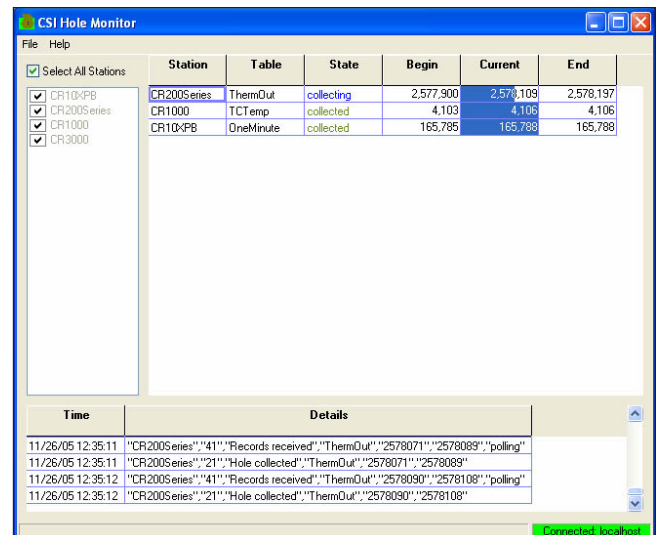 CSI Hole Monitor
File Help
Select All Stations
CR10XPB
CR200Series
CR1000
CR3000
Station Table State Begin Current End
CR200Series ThermOut collecting 2,577,900 2,578,109 2,578,197
CR1000 TCTemp collected 4,103 4,106 4,106
CR10XPB OneMinute collected 165,785 165,788 165,788
Time Details
11/26/05 12:35:11 "CR200Series","41","Records received","ThermOut","2578071","2578089","polling"
11/26/05 12:35:11 "CR200Series","21","Hole collected","ThermOut","2578071","2578089"
11/26/05 12:35:12 "CR200Series","41","Records received","ThermOut","2578090","2578108","polling"
11/26/05 12:35:12 "CR200Series","21","Hole collected","ThermOut","2578090","2578108"
Connected: localhost